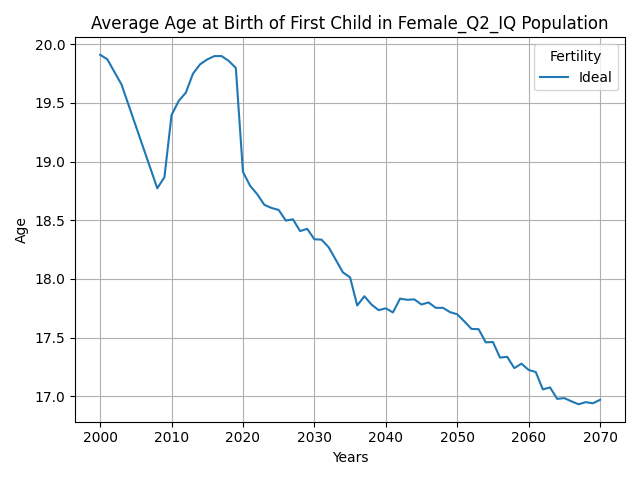 Average Age at Birth of First Child in Female_Q2_IQ Population
Fertility
Ideal
20.0
19.5
19.0
18.5
18.0
17.5
17.0
Age
2000 2010 2020 2030 2040 2050 2060 2070
Years